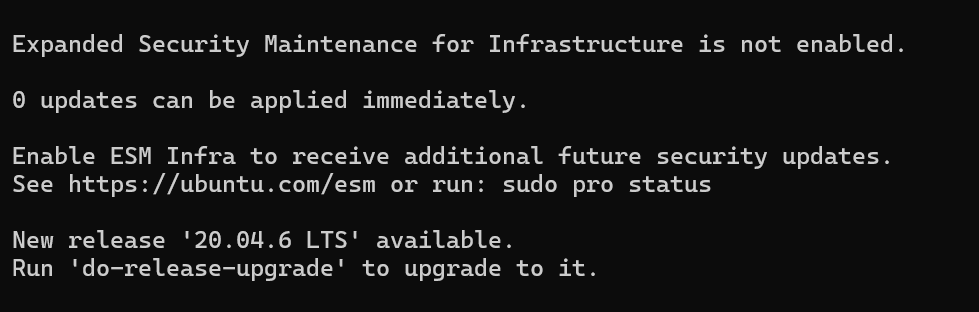 Expanded Security Maintenance for Infrastructure is not enabled.
0 updates can be applied immediately.
Enable ESM Infra to receive additional future security updates.
See https://ubuntu.com/esm or run: sudo pro status
New release '20.04.6 LTS' available.
Run 'do-release-upgrade' to upgrade to it.